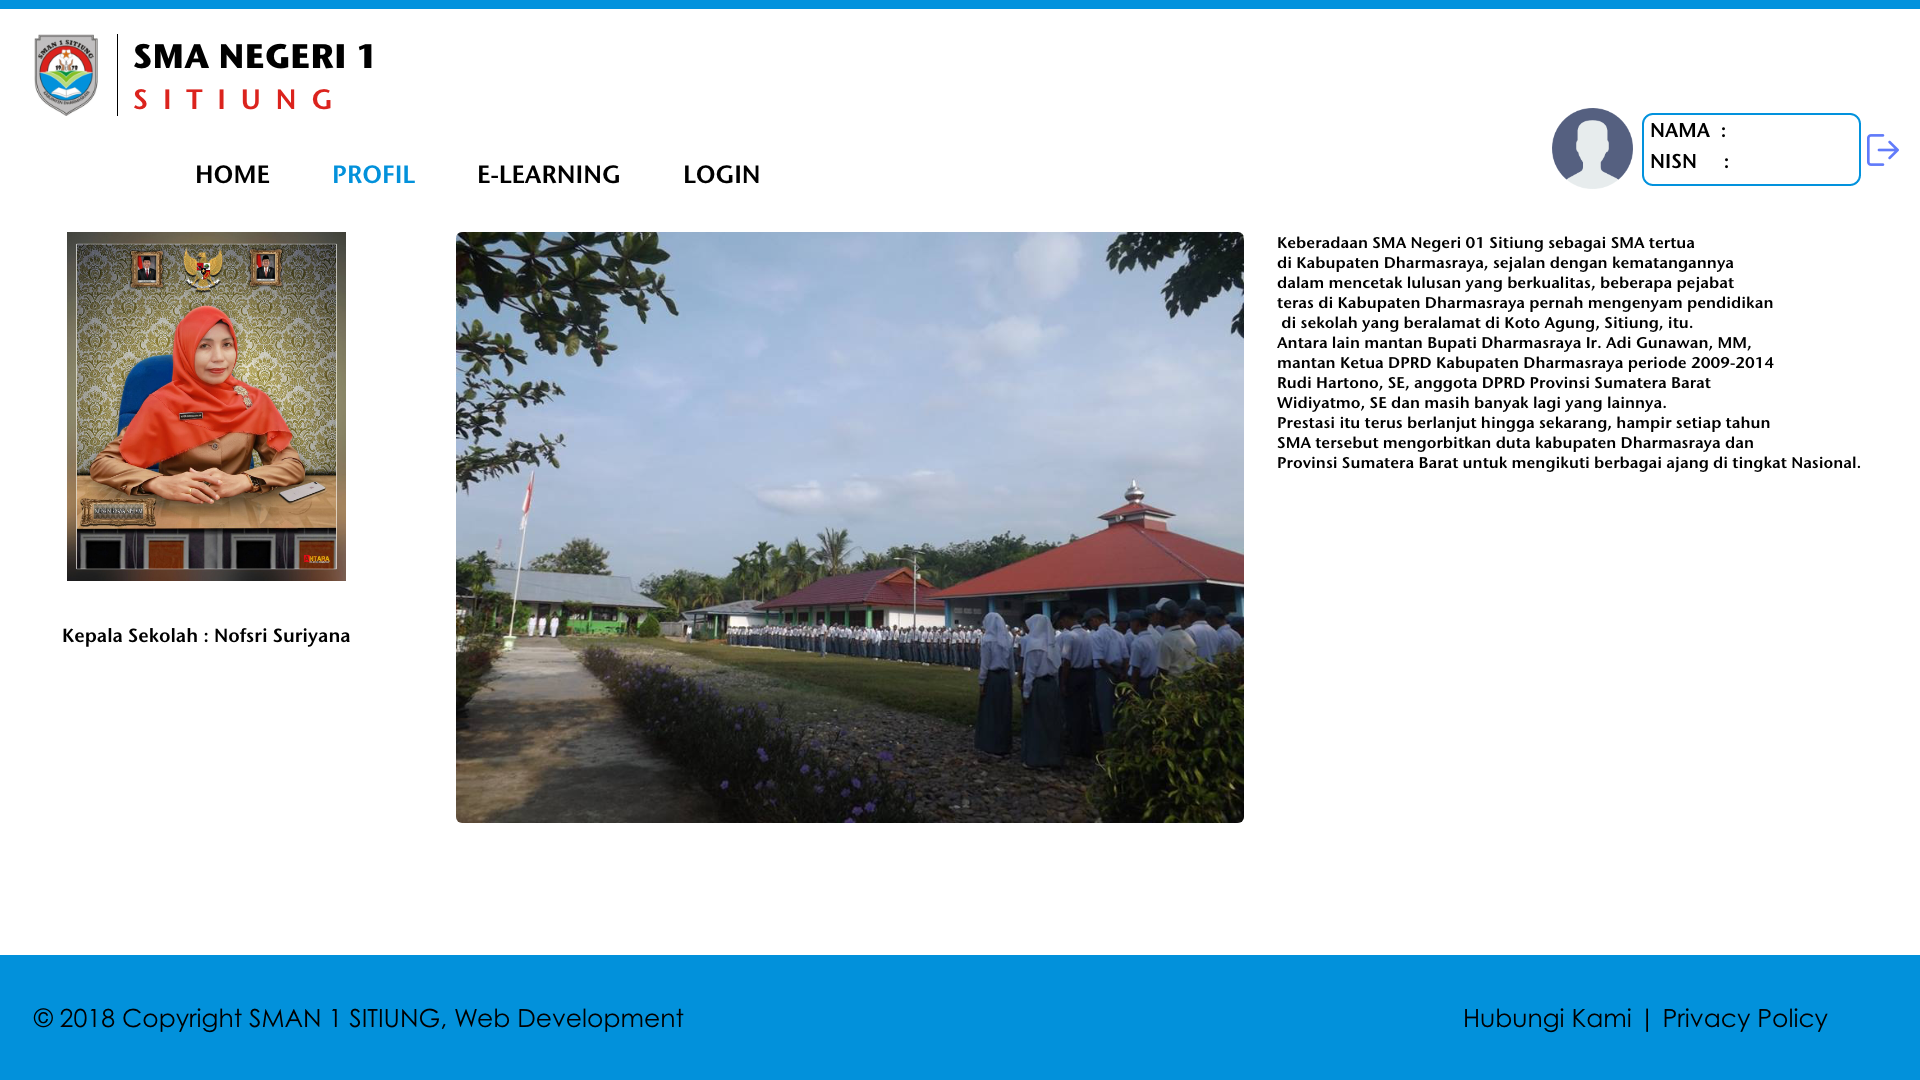 SMAN 1 SITIUNG
SMA NEGERI 1
SITIUNG
NAMA :
NISN :
HOME PROFIL E-LEARNING LOGIN
Keberadaan SMA Negeri 01 Sitiung sebagai SMA tertua
di Kabupaten Dharmasraya, sejalan dengan kematangannya
dalam mencetak lulusan yang berkualitas, beberapa pejabat
teras di Kabupaten Dharmasraya pernah mengenyam pendidikan
di sekolah yang beralamat di Koto Agung, Sitiung, itu.
Antara lain mantan Bupati Dharmasraya Ir. Adi Gunawan, MM,
mantan Ketua DPRD Kabupaten Dharmasraya periode 2009-2014
Rudi Hartono, SE, anggota DPRD Provinsi Sumatera Barat
Widiyatmo, SE dan masih banyak lagi yang lainnya.
Prestasi itu terus berlanjut hingga sekarang, hampir setiap tahun
SMA tersebut mengorbitkan duta kabupaten Dharmasraya dan
Provinsi Sumatera Barat untuk mengikuti berbagai ajang di tingkat Nasional.
Kepala Sekolah : Nofsri Suriyana
© 2018 Copyright SMAN 1 SITIUNG, Web Development
Hubungi Kami | Privacy Policy